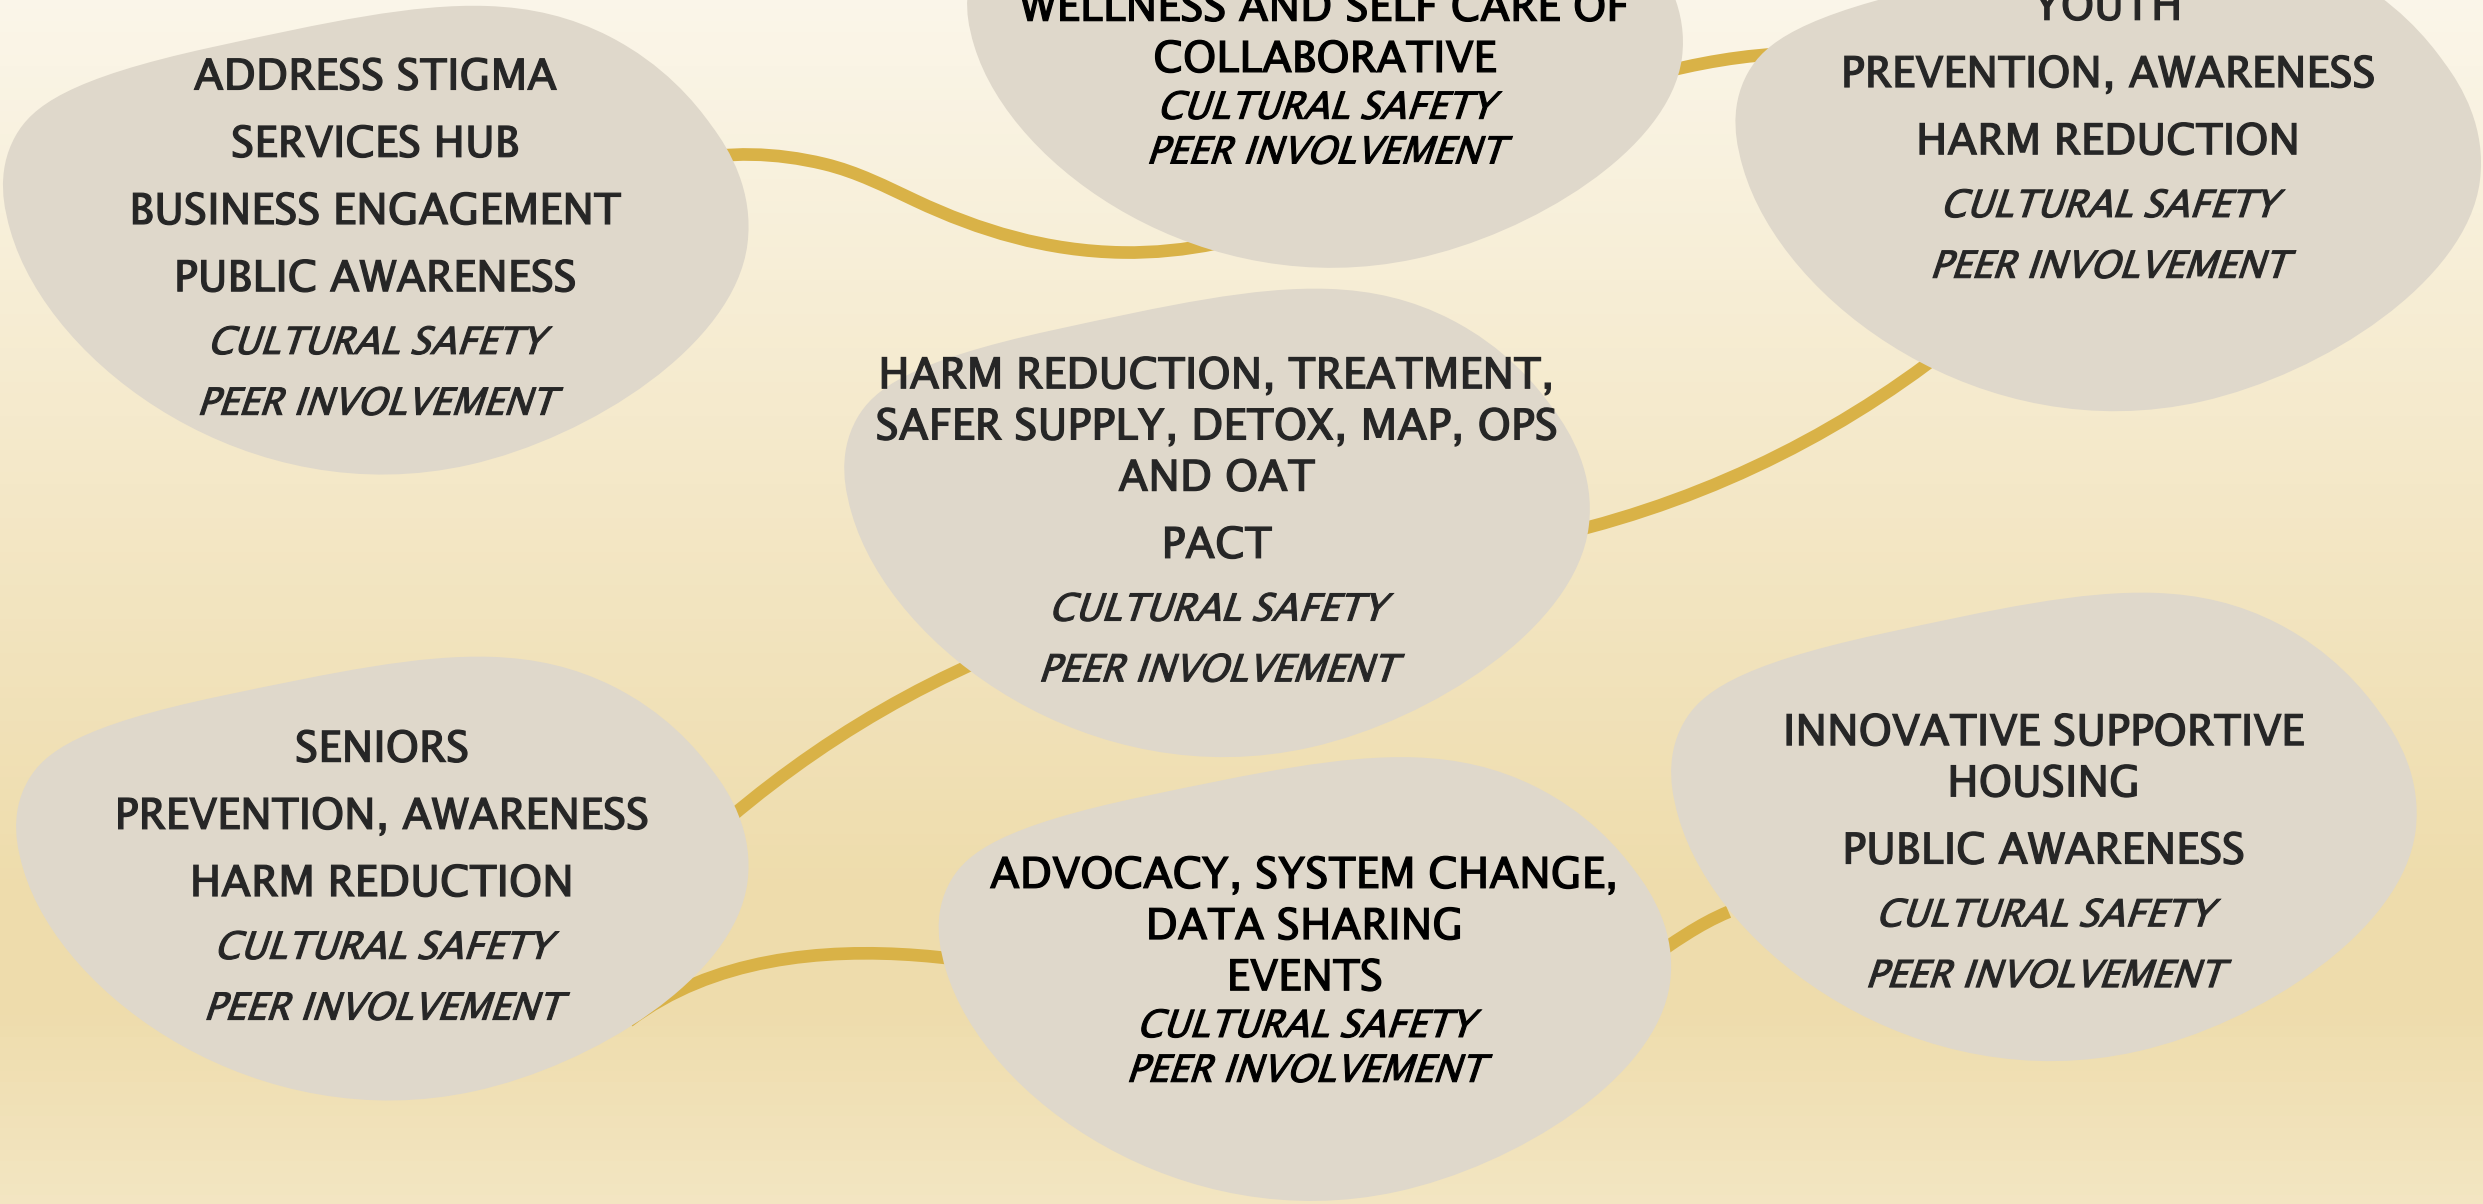 ADDRESS STIGMA
SERVICES HUB
BUSINESS ENGAGEMENT
PUBLIC AWARENESS
CULTURAL SAFETY
PEER INVOLVEMENT
WELLNESS AND SELF CARE OF
COLLABORATIVE
CULTURAL SAFETY
PEER INVOLVEMENT
YOUTH
PREVENTION, AWARENESS
HARM REDUCTION
CULTURAL SAFETY
PEER INVOLVEMENT
HARM REDUCTION, TREATMENT,
SAFER SUPPLY, DETOX, MAP, OPS
AND OAT
PACT
CULTURAL SAFETY
PEER INVOLVEMENT
SENIORS
PREVENTION, AWARENESS
HARM REDUCTION
CULTURAL SAFETY
PEER INVOLVEMENT
ADVOCACY, SYSTEM CHANGE,
DATA SHARING
EVENTS
CULTURAL SAFETY
PEER INVOLVEMENT
INNOVATIVE SUPPORTIVE
HOUSING
PUBLIC AWARENESS
CULTURAL SAFETY
PEER INVOLVEMENT